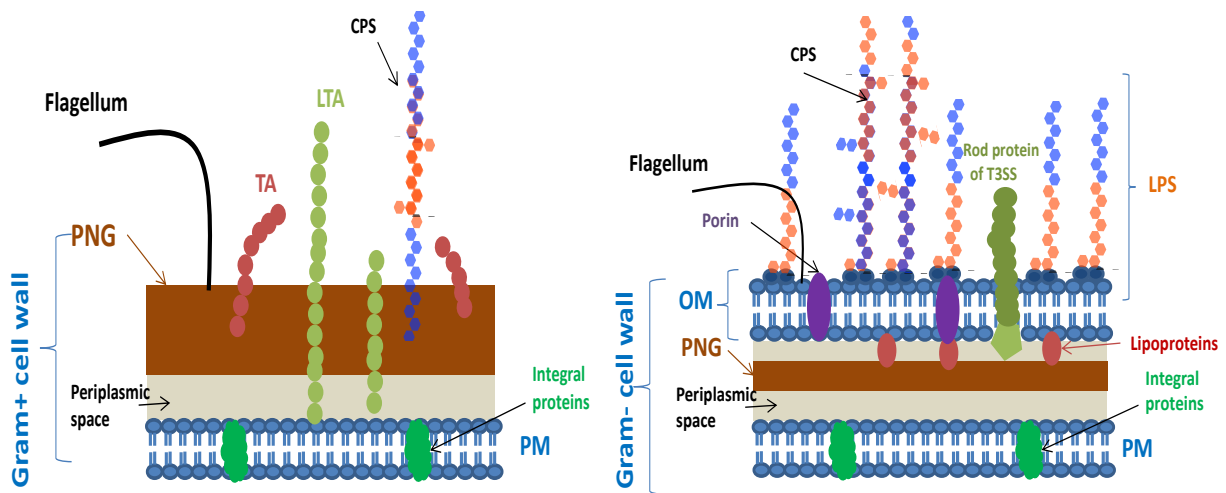 CPS
Flagellum
LTA
TA
PNG
Gram+ cell wall
Periplasmic
space
Integral
proteins
PM
CPS
Flagellum
Rod protein
of T3SS
LPS
Porin
OM
PNG
Lipoproteins
Gram- cell wall
Periplasmic
space
Integral
proteins
PM